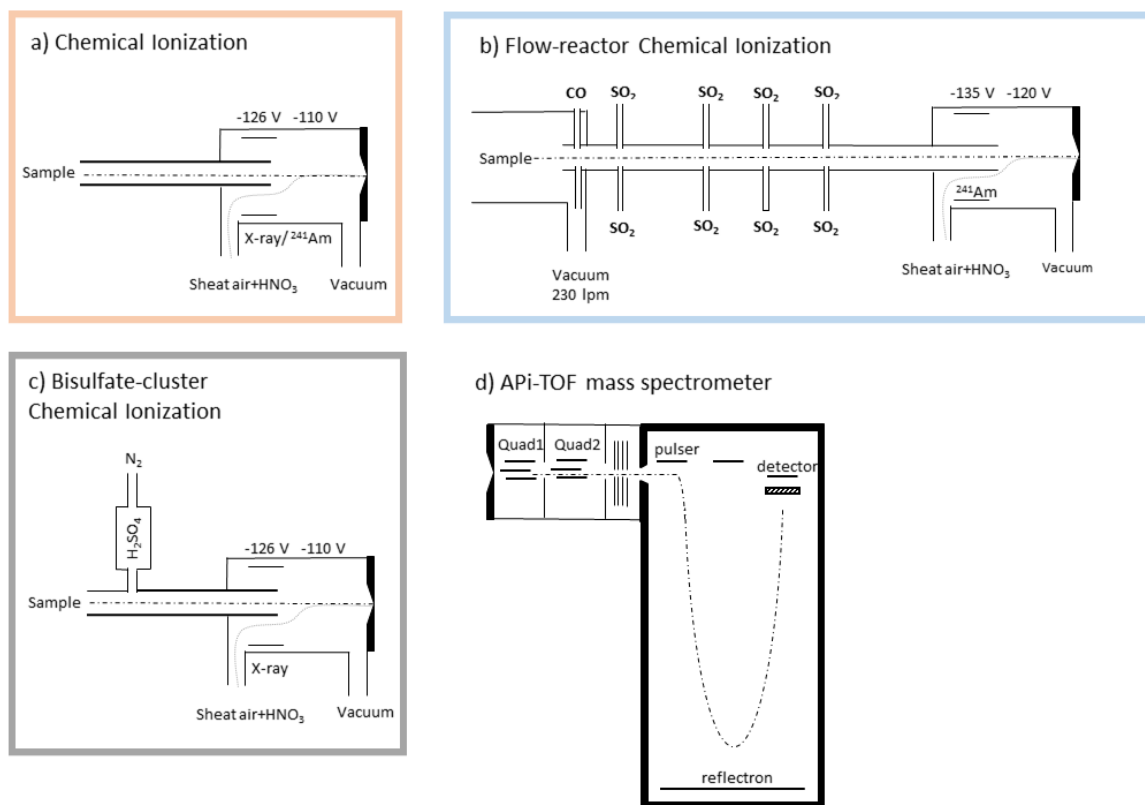 a) Chemical Ionization
-126 V -110 V
Sample
X-ray/ ²⁴¹Am
Sheat air+HNO₃
Vacuum
b) Flow-reactor Chemical Ionization
CO
SO₂
SO₂
SO₂
SO₂
-135 V -120 V
Sample
²⁴¹Am
SO₂
SO₂
SO₂
SO₂
Vacuum
230 lpm
Sheat air+HNO₃
Vacuum
c) Bisulfate-cluster
Chemical Ionization
N₂
H₂SO₄
-126 V -110 V
Sample
X-ray
Sheat air+HNO₃
Vacuum
d) APi-TOF mass spectrometer
Quad1
Quad2
pulser
detector
reflectron